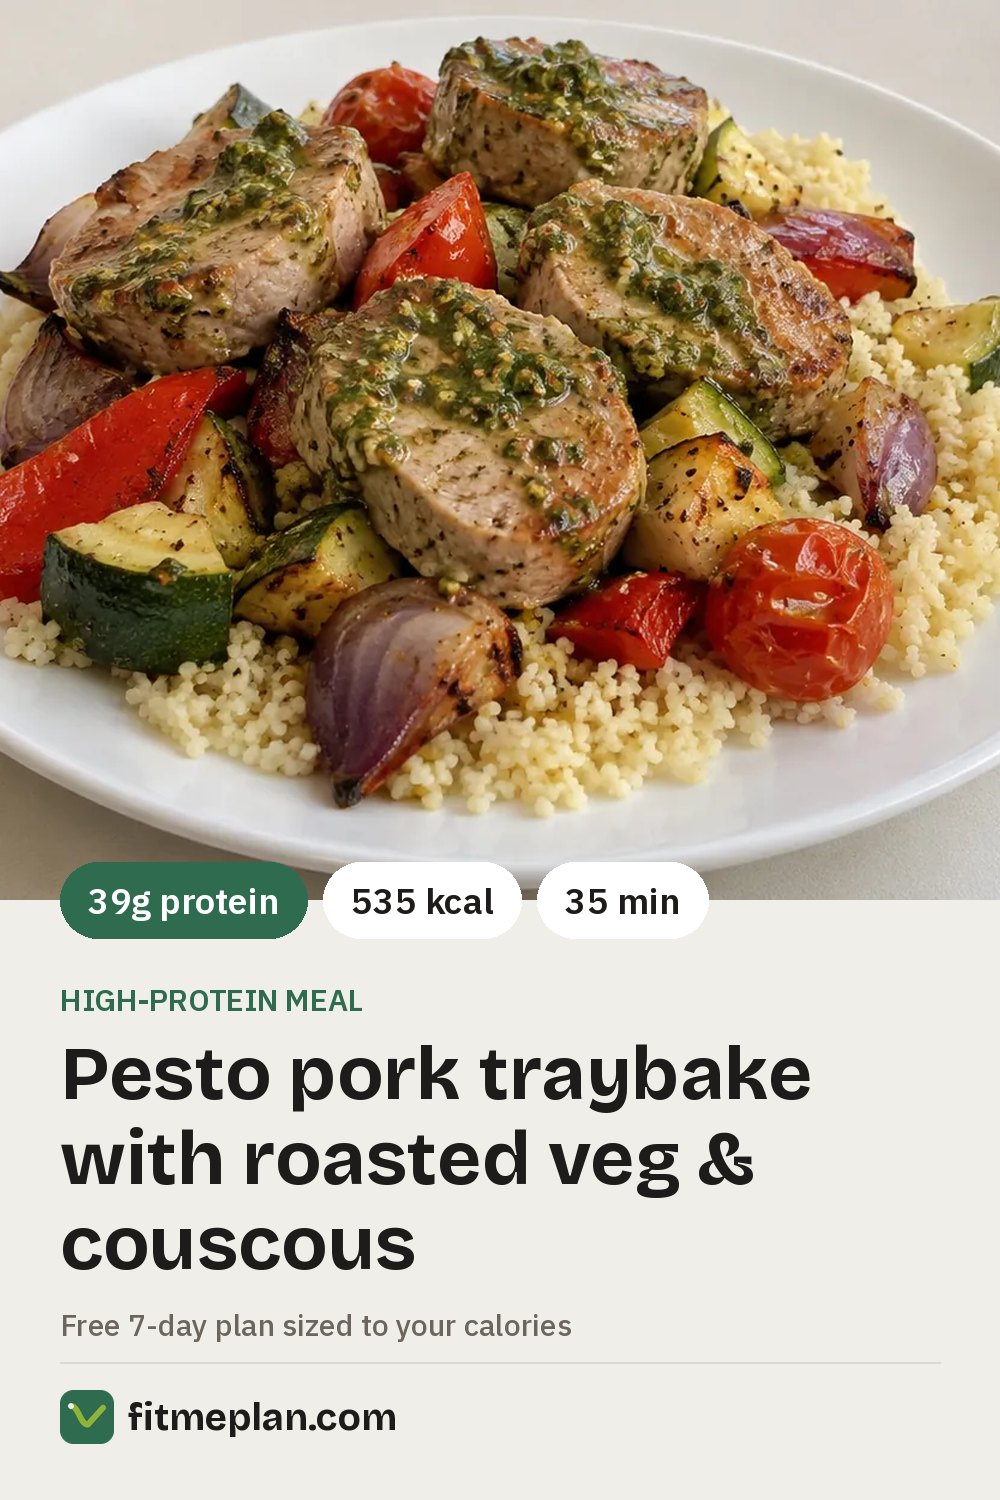 39g protein
535 kcal
35 min
HIGH-PROTEIN MEAL
Pesto pork traybake
with roasted veg &
couscous
Free 7-day plan sized to your calories
fitmeplan.com